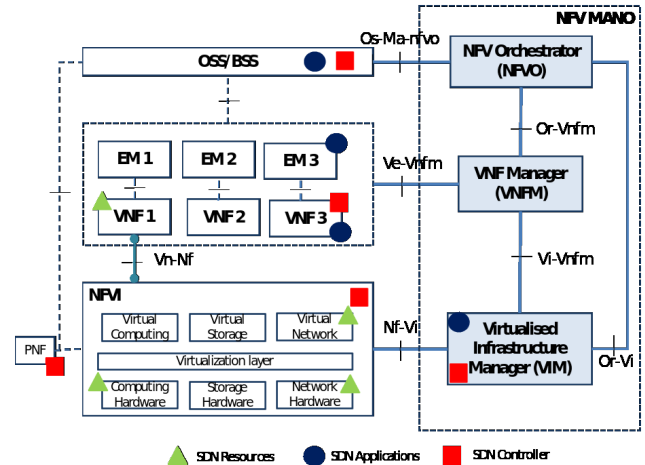 NFV MANO
Os-Ma-nfvo
OSS/BSS
NFV Orchestrator
(NFVO)
Or-Vnfm
EM 1
EM 2
EM 3
Ve-Vnfm
VNF Manager
(VNFM)
VNF 1
VNF 2
VNF 3
Vn-Nf
Vi-Vnfm
NFVI
Virtual
Computing
Virtual
Storage
Virtual
Network
Nf-Vi
Virtualised
Infrastructure
Manager (VIM)
Or-Vi
PNF
Virtualization layer
Computing
Hardware
Storage
Hardware
Network
Hardware
SDN Resources
SDN Applications
SDN Controller